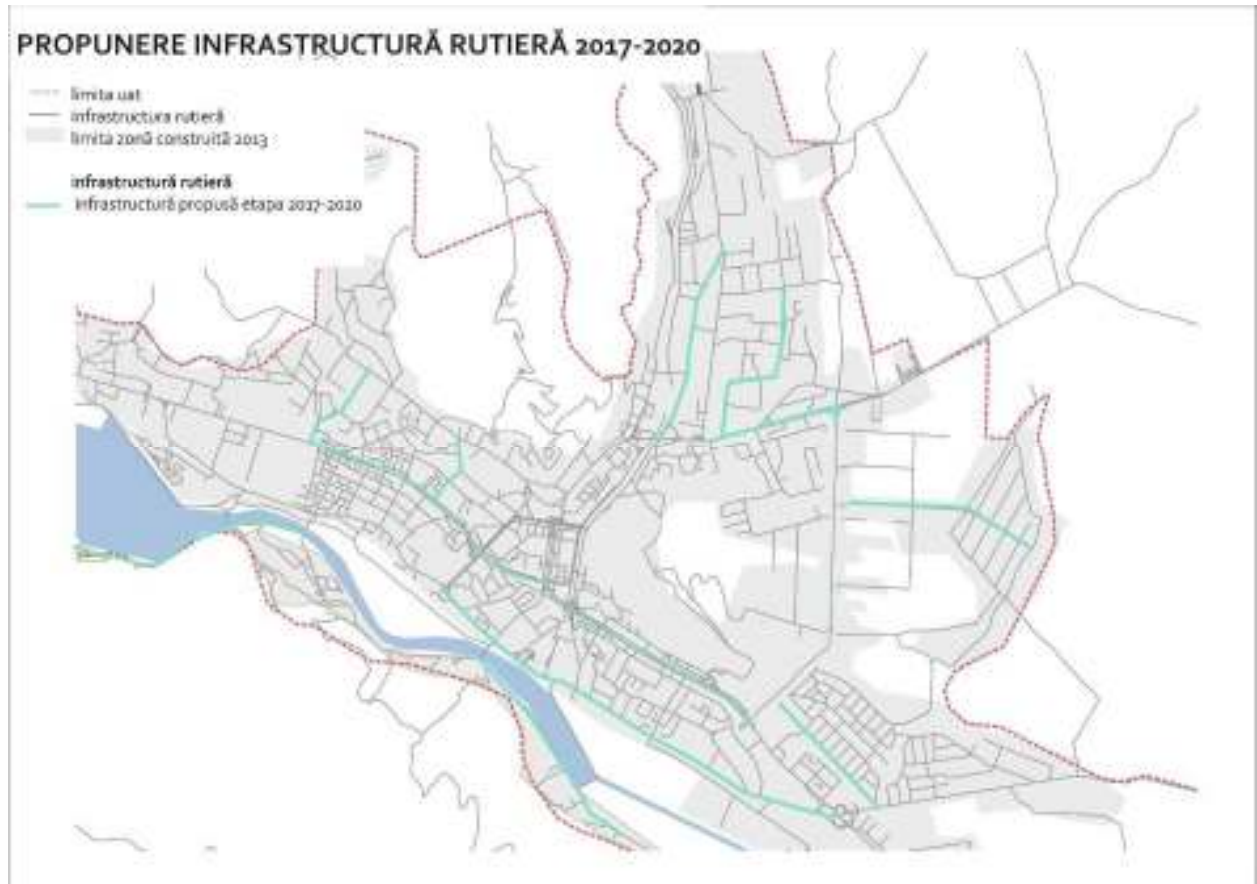 PROPUNERE INFRASTRUCTURĂ RUTIERĂ 2017-2020
limita uat
infrastructura rutieră
limita zonă construită 2013
infrastructură rutieră
infrastructură propusă etapa 2017-2020